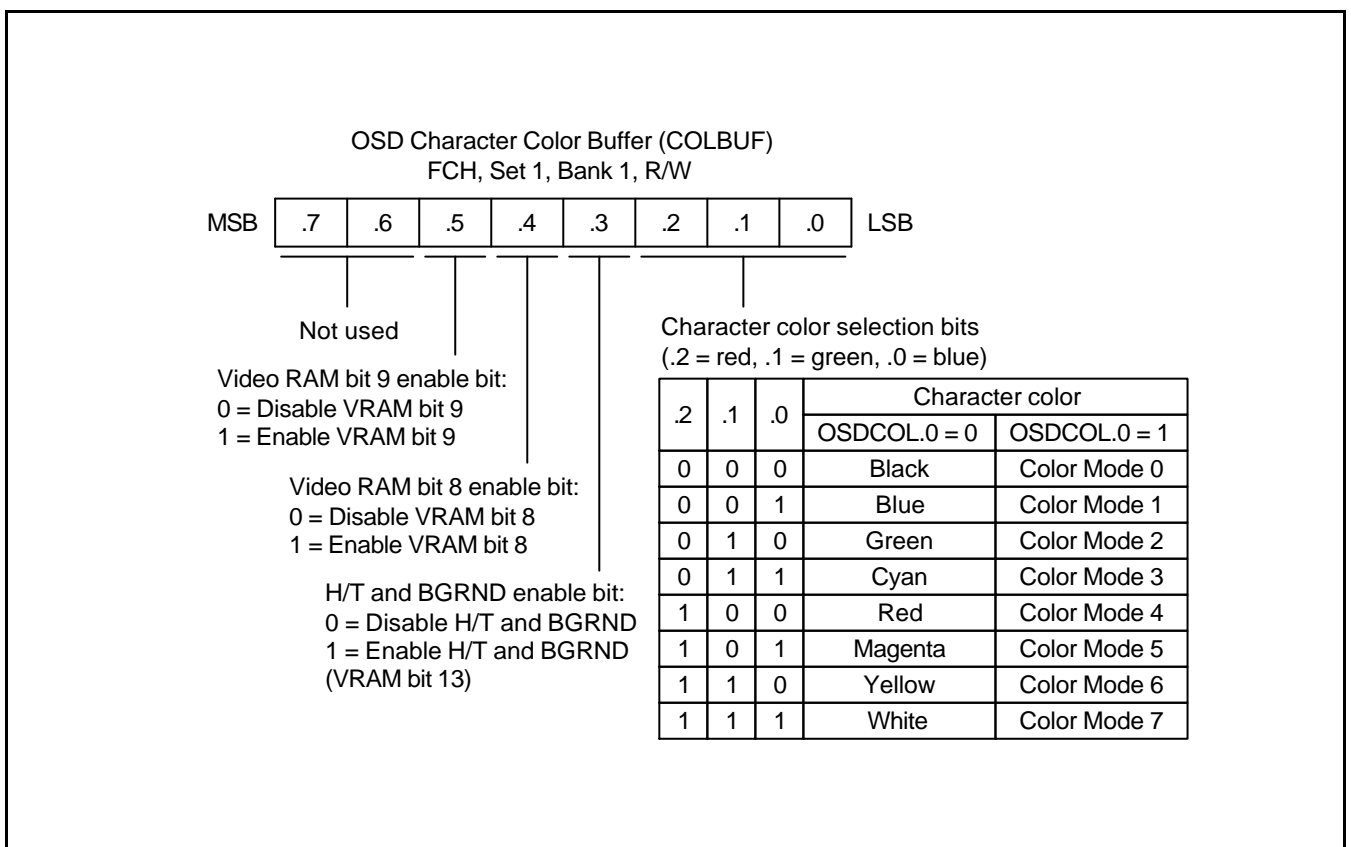 OSD Character Color Buffer (COLBUF)
FCH, Set 1, Bank 1, R/W
MSB .7 .6 .5 .4 .3 .2 .1 .0 LSB
Not used
Video RAM bit 9 enable bit:
0 = Disable VRAM bit 9
1 = Enable VRAM bit 9
Video RAM bit 8 enable bit:
0 = Disable VRAM bit 8
1 = Enable VRAM bit 8
H/T and BGRND enable bit:
0 = Disable H/T and BGRND
1 = Enable H/T and BGRND
(VRAM bit 13)
Character color selection bits
(.2 = red, .1 = green, .0 = blue)
.2 .1 .0 Character color
OSDCOL.0 = 0 OSDCOL.0 = 1
0 0 0 Black Color Mode 0
0 0 1 Blue Color Mode 1
0 1 0 Green Color Mode 2
0 1 1 Cyan Color Mode 3
1 0 0 Red Color Mode 4
1 0 1 Magenta Color Mode 5
1 1 0 Yellow Color Mode 6
1 1 1 White Color Mode 7